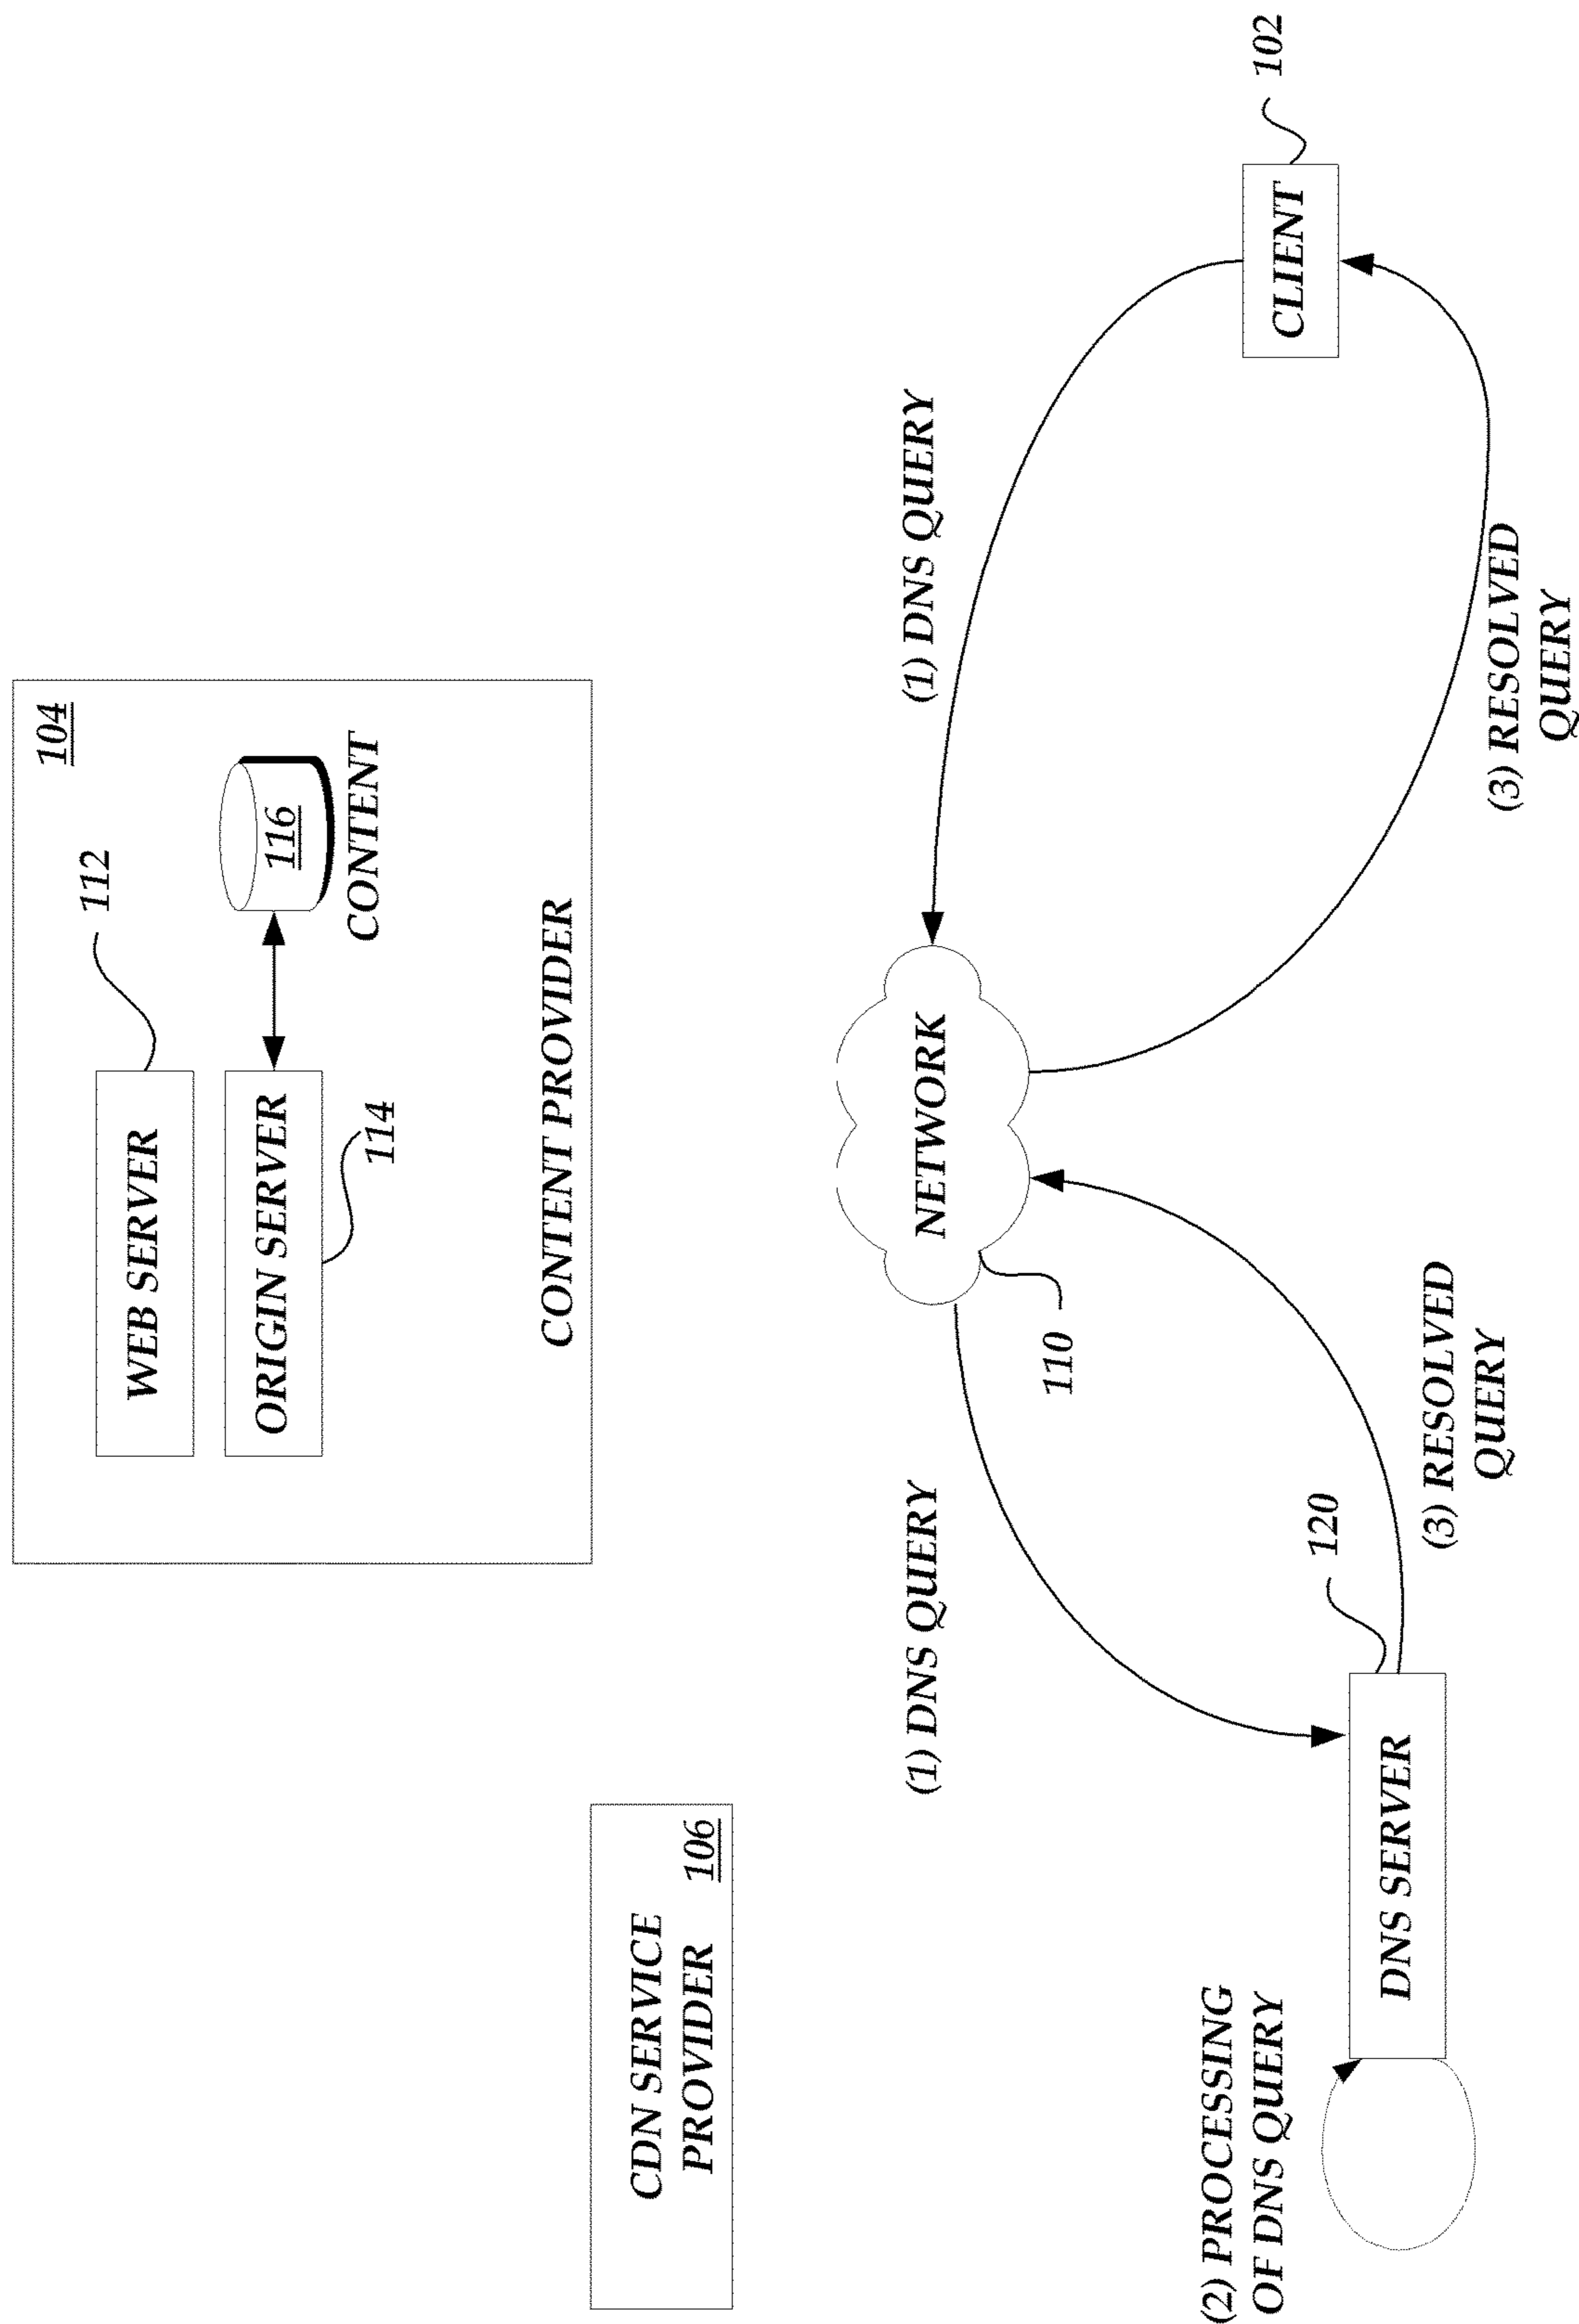 104
112
WEB SERVER
ORIGIN SERVER
116
CONTENT
114
CONTENT PROVIDER
CDN SERVICE
PROVIDER
106
(1) DNS QUERY
(1) DNS QUERY
NETWORK
110
102
CLIENT
(2) PROCESSING
OF DNS QUERY
120
DNS SERVER
(3) RESOLVED
QUERY
(3) RESOLVED
QUERY